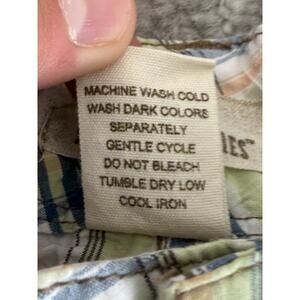 MACHINE WASH COLD
WASH DARK COLORS
SEPARATELY
GENTLE CYCLE
DO NOT BLEACH
TUMBLE DRY LOW
COOL IRON